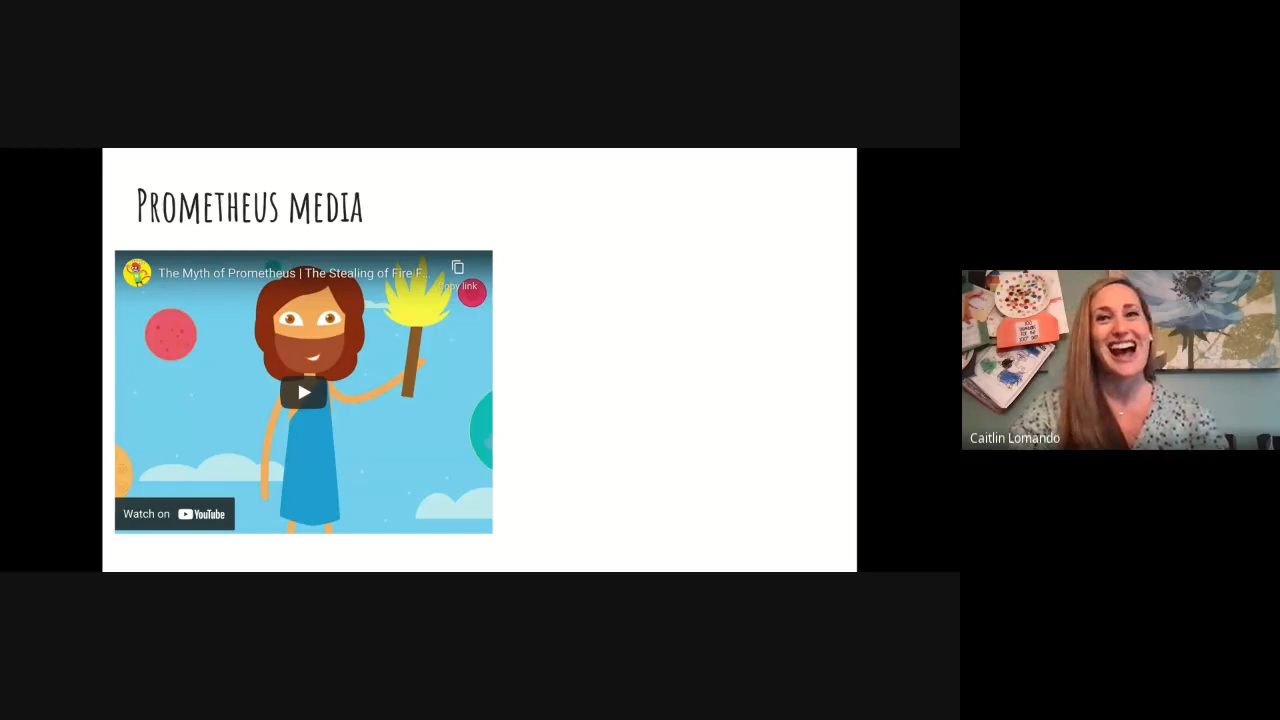 PROMETHEUS MEDIA
The Myth of Prometheus | The Stealing of Fire F...
Copy link
Watch on YouTube
Caitlin Lomando